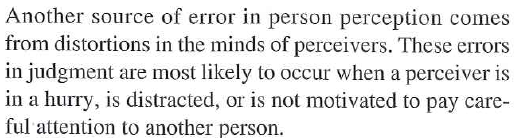 Another source of error in person perception comes
from distortions in the minds of perceivers. These errors
in judgment are most likely to occur when a perceiver is
in a hurry, is distracted, or is not motivated to pay care-
ful attention to another person.